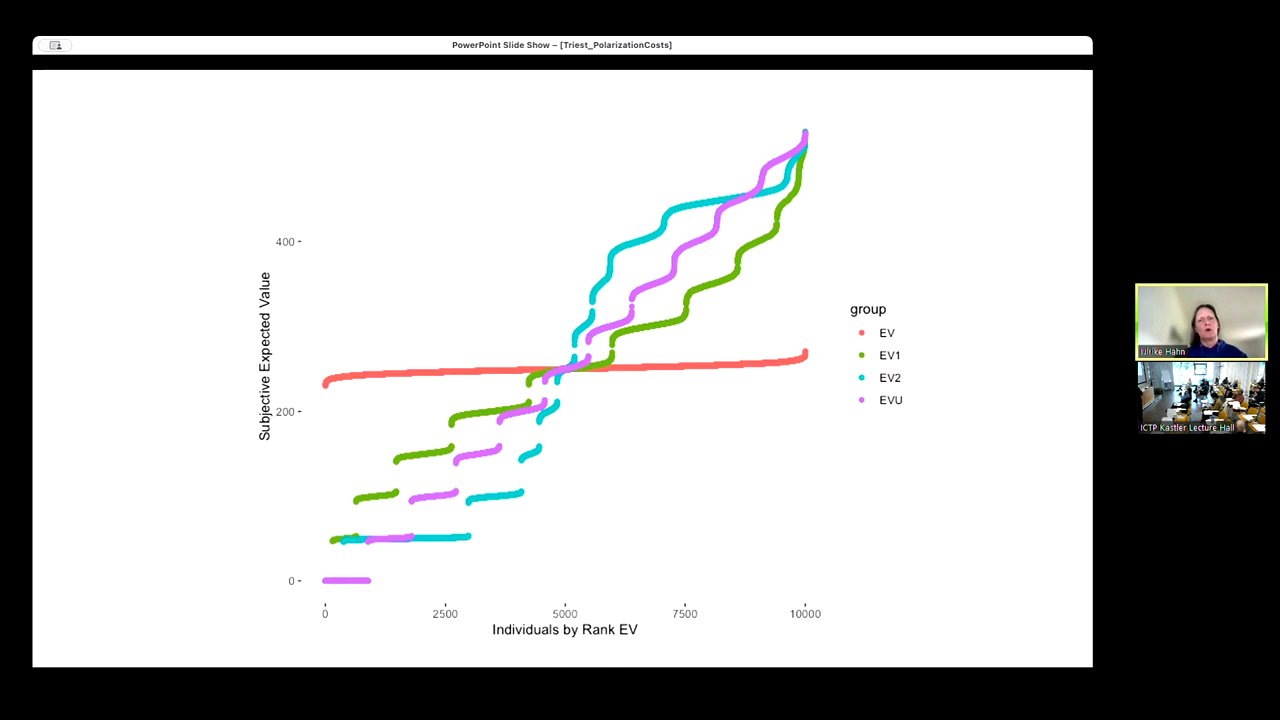 PowerPoint Slide Show – [Triest_PolarizationCosts]
Subjective Expected Value
400
200
0
0 2500 5000 7500 10000
Individuals by Rank EV
group
EV
EV1
EV2
EVU
Ulrike Hahn
ICTP Kastler Lecture Hall